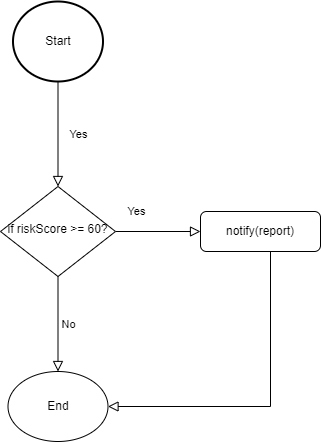 Start
Yes
If riskScore >= 60?
Yes
notify(report)
No
End